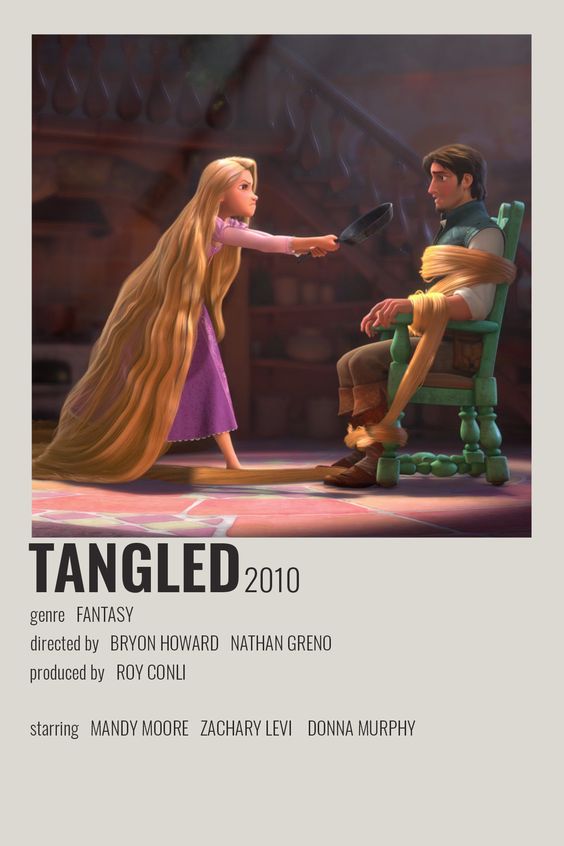 TANGLED 2010
genre FANTASY
directed by BRYON HOWARD NATHAN GRENO
produced by ROY CONLI
starring MANDY MOORE ZACHARY LEVI DONNA MURPHY